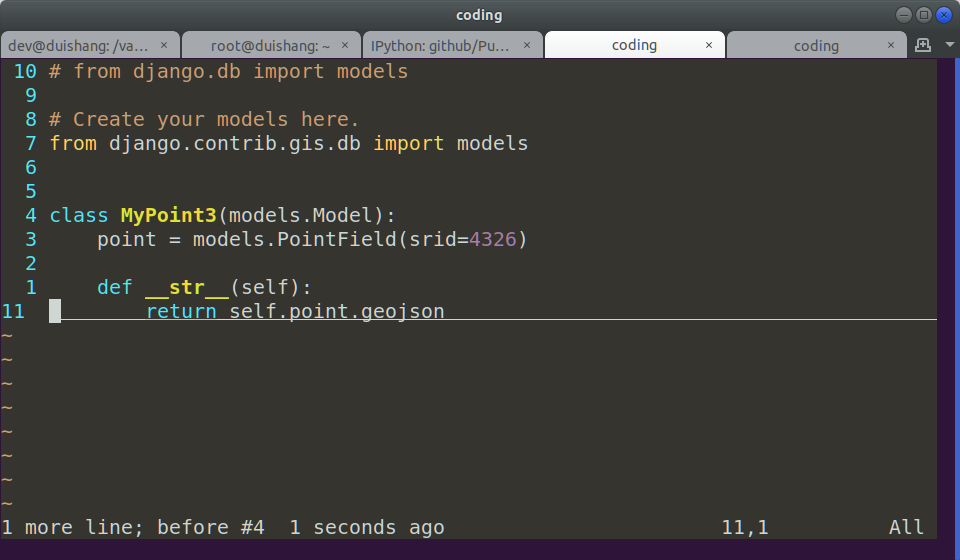 coding
dev@duishang: /va... × root@duishang: ~ × IPython: github/Pu... × coding × coding ×
10 # from django.db import models
9
8 # Create your models here.
7 from django.contrib.gis.db import models
6
5
4 class MyPoint3(models.Model):
3     point = models.PointField(srid=4326)
2
1     def __str__(self):
11          return self.point.geojson
~
~
~
~
~
~
~
~
1 more line; before #4  1 seconds ago 11,1 All